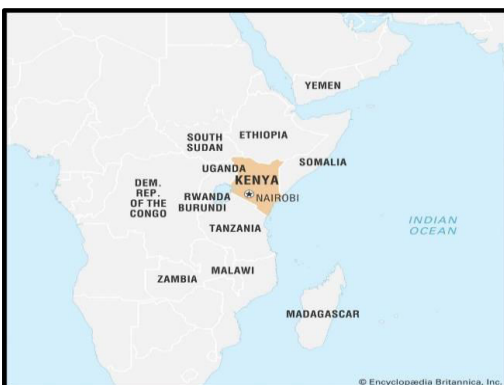 YEMEN
SOUTH
SUDAN
ETHIOPIA
SOMALIA
UGANDA
KENYA
DEM.
REP.
OF THE
CONGO
RWANDA
NAIROBI
BURUNDI
TANZANIA
INDIAN
OCEAN
ZAMBIA
MALAWI
MADAGASCAR
© Encyclopædia Britannica, Inc.